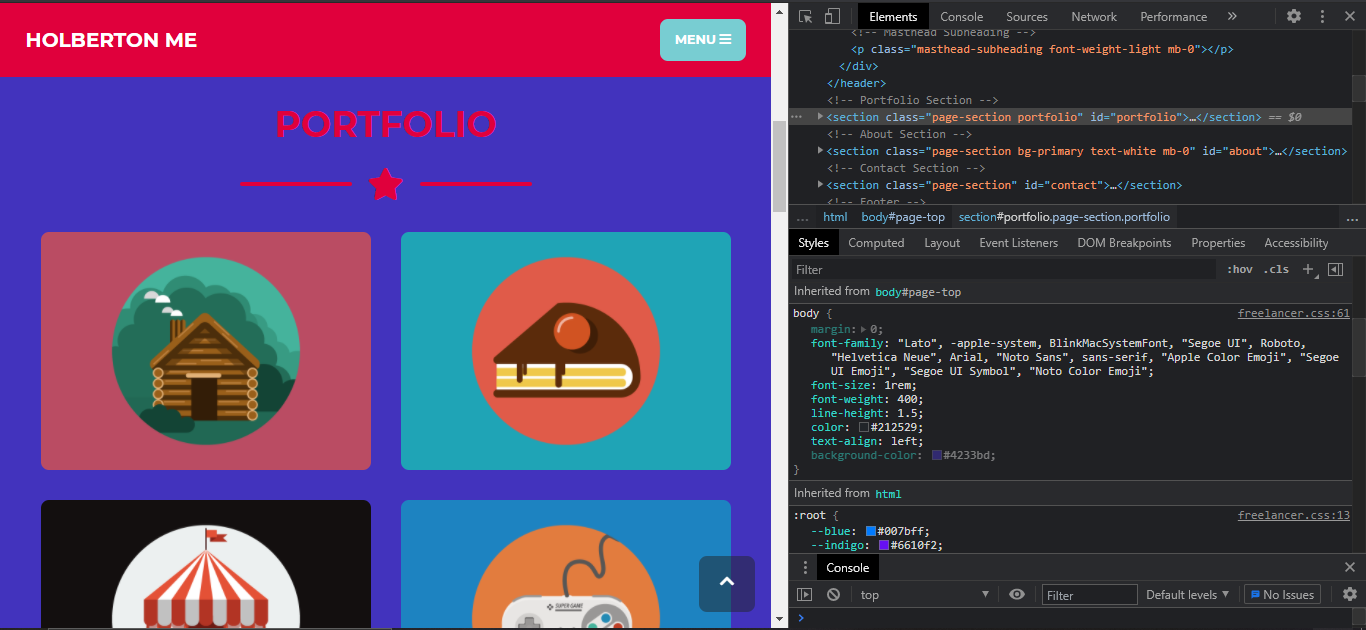 HOLBERTON ME
MENU
PORTFOLIO
SUPER GAME
Elements Console Sources Network Performance »
<!-- Masthead Subheading -->
<p class="masthead-subheading font-weight-light mb-0"></p>
</div>
</header>
<!-- Portfolio Section -->
… <section class="page-section portfolio" id="portfolio">…</section> == $0
<!-- About Section -->
<section class="page-section bg-primary text-white mb-0" id="about">…</section>
<!-- Contact Section -->
<section class="page-section" id="contact">…</section>
<!-- Footer -->
… html body#page-top section#portfolio.page-section.portfolio …
Styles Computed Layout Event Listeners DOM Breakpoints Properties Accessibility
Filter :hov .cls +
Inherited from body#page-top
body { freelancer.css:61
margin: 0;
font-family: "Lato", -apple-system, BlinkMacSystemFont, "Segoe UI", Roboto,
"Helvetica Neue", Arial, "Noto Sans", sans-serif, "Apple Color Emoji", "Segoe
UI Emoji", "Segoe UI Symbol", "Noto Color Emoji";
font-size: 1rem;
font-weight: 400;
line-height: 1.5;
color: #212529;
text-align: left;
background-color: #4233bd;
}
Inherited from html
:root { freelancer.css:13
--blue: #007bff;
--indigo: #6610f2;
Console
top Filter Default levels No Issues